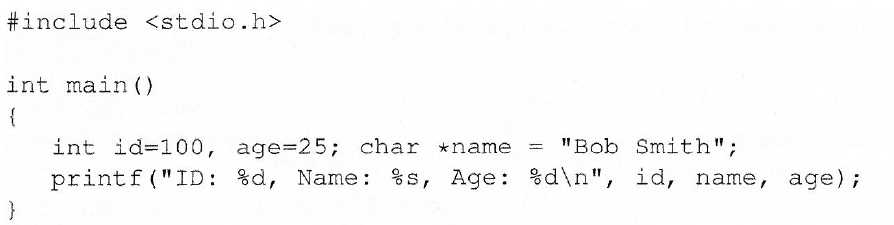 #include <stdio.h>
int main()
{
int id=100, age=25; char *name = "Bob Smith";
printf("ID: %d, Name: %s, Age: %d\n", id, name, age);
}